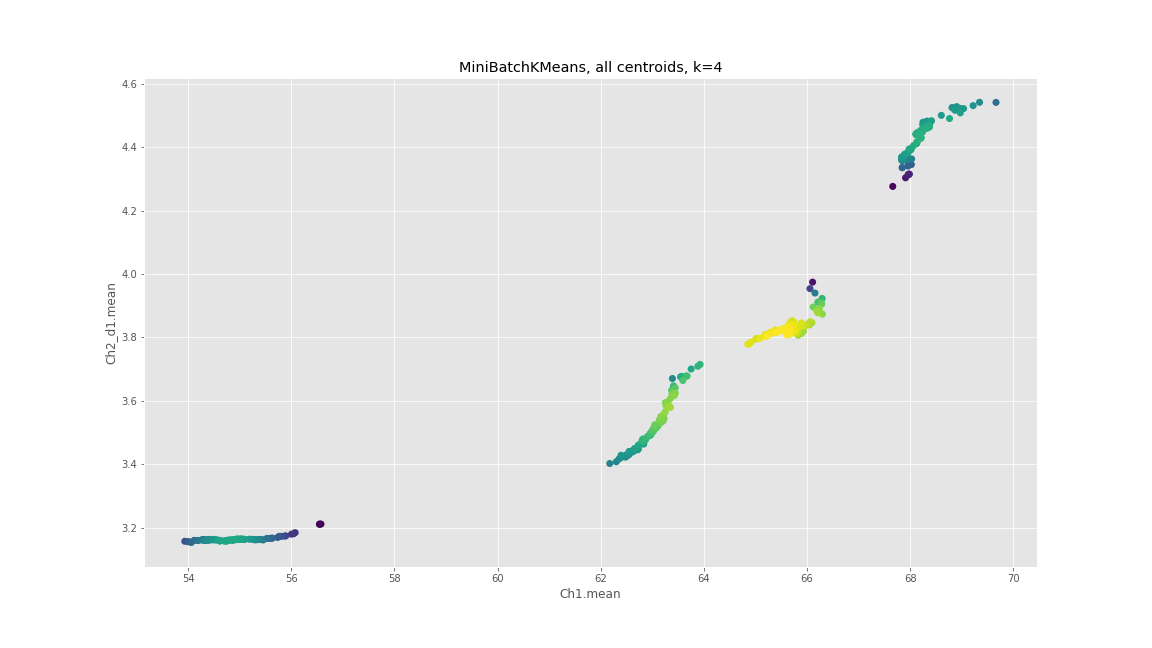 MiniBatchKMeans, all centroids, k=4
4.6
4.4
4.2
4.0
3.8
3.6
3.4
3.2
Ch2_d1.mean
54 56 58 60 62 64 66 68 70
Ch1.mean